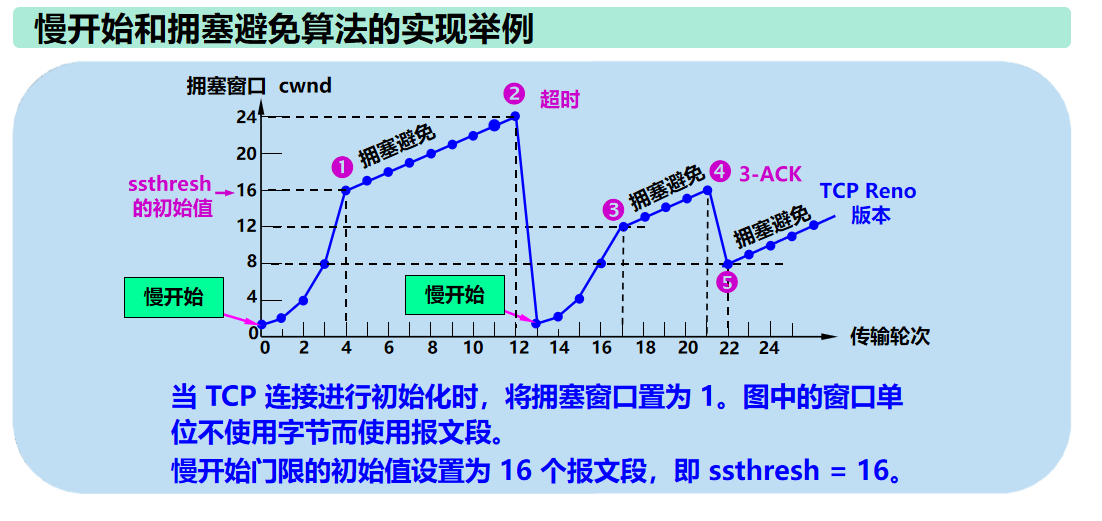 慢开始和拥塞避免算法的实现举例
拥塞窗口 cwnd
24
20
16
12
8
4
0
ssthresh
的初始值
慢开始
❶
拥塞避免
❷
超时
慢开始
❸
拥塞避免
❹
3-ACK
TCP Reno
版本
拥塞避免
❺
0 2 4 6 8 10 12 14 16 18 20 22 24
传输轮次
当 TCP 连接进行初始化时，将拥塞窗口置为 1。图中的窗口单
位不使用字节而使用报文段。
慢开始门限的初始值设置为 16 个报文段，即 ssthresh = 16。